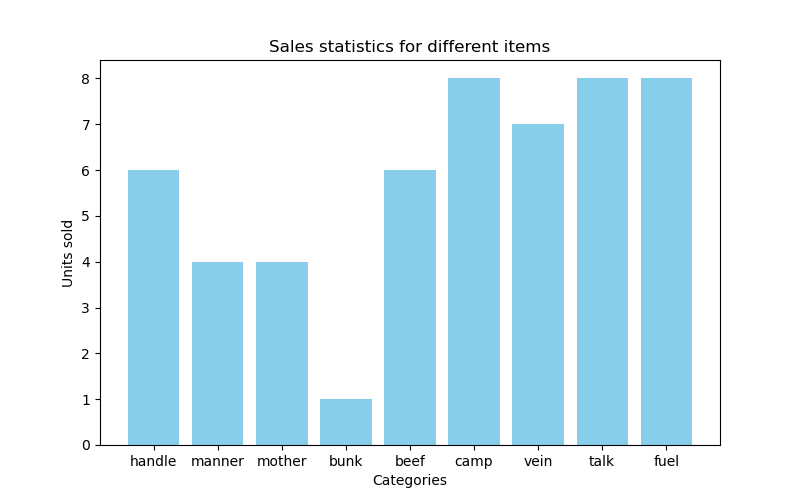 Sales statistics for different items
Units sold
8
7
6
5
4
3
2
1
0
handle manner mother bunk beef camp vein talk fuel
Categories